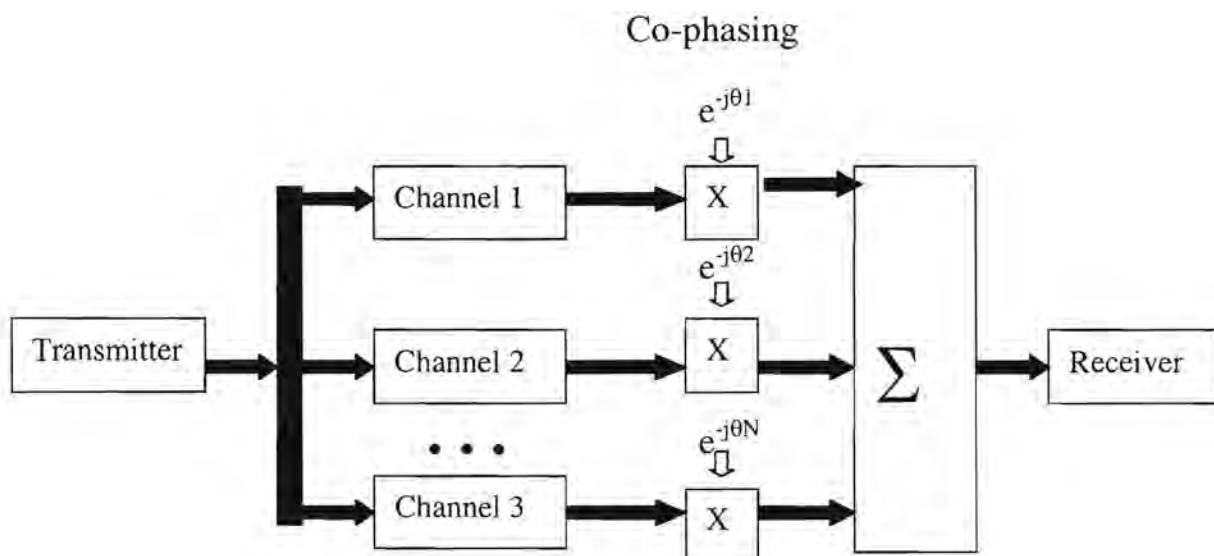 Co-phasing
e^-jθ1
Channel 1
X
e^-jθ2
Transmitter
Channel 2
X
∑
Receiver
• • •
e^-jθN
Channel 3
X